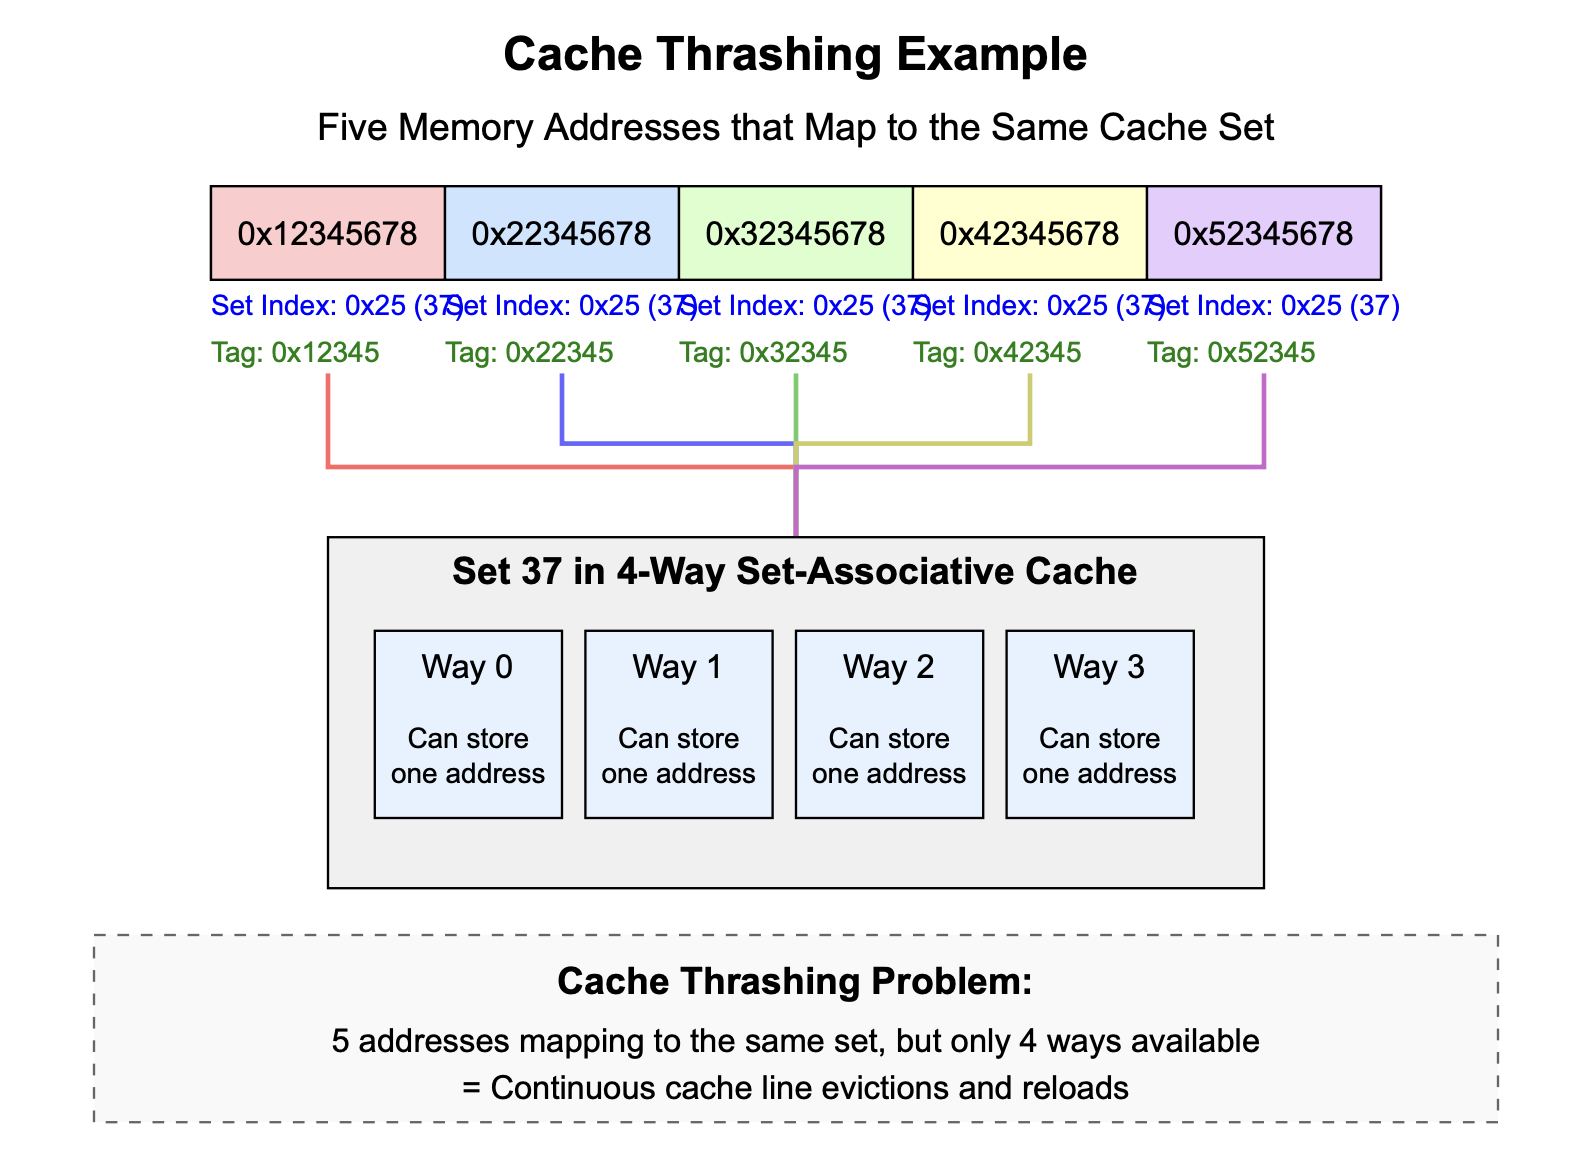 Cache Thrashing Example
Five Memory Addresses that Map to the Same Cache Set
0x12345678 0x22345678 0x32345678 0x42345678 0x52345678
Set Index: 0x25 (37) Set Index: 0x25 (37) Set Index: 0x25 (37) Set Index: 0x25 (37) Set Index: 0x25 (37)
Tag: 0x12345 Tag: 0x22345 Tag: 0x32345 Tag: 0x42345 Tag: 0x52345
Set 37 in 4-Way Set-Associative Cache
Way 0 Way 1 Way 2 Way 3
Can store Can store Can store Can store
one address one address one address one address
Cache Thrashing Problem:
5 addresses mapping to the same set, but only 4 ways available
= Continuous cache line evictions and reloads